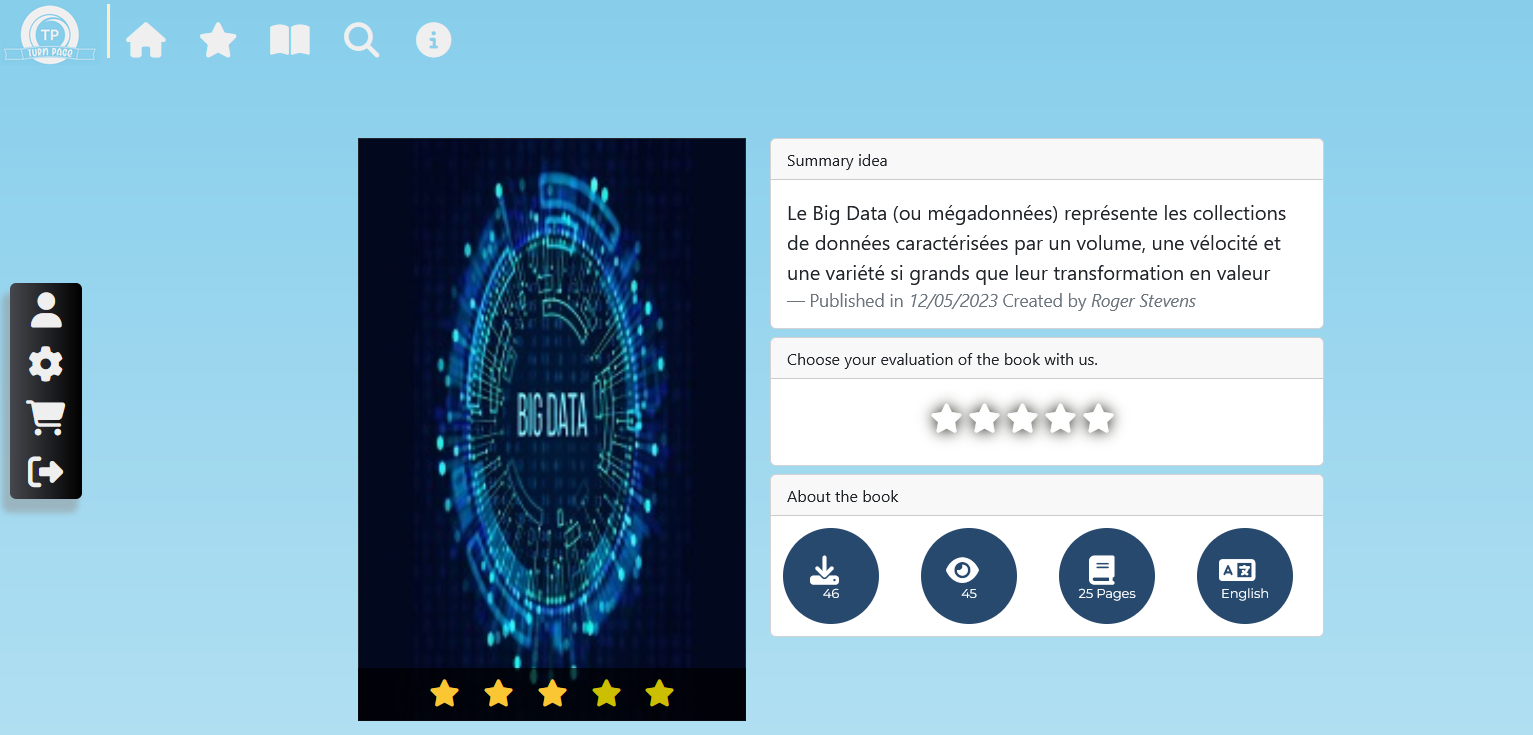 TP
TURN PAGE
BIG DATA
Summary idea
Le Big Data (ou mégadonnées) représente les collections
de données caractérisées par un volume, une vélocité et
une variété si grands que leur transformation en valeur
— Published in 12/05/2023 Created by Roger Stevens
Choose your evaluation of the book with us.
About the book
46
45
25 Pages
A
English